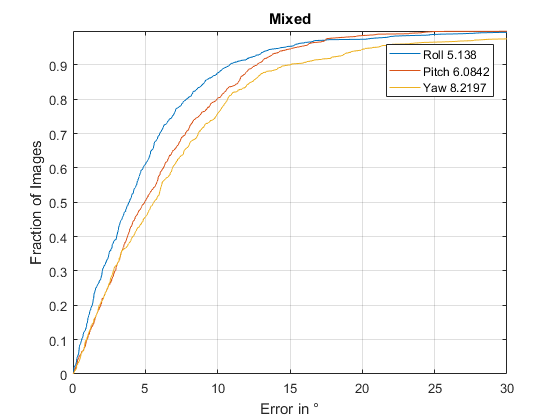 Mixed
Roll 5.138
Pitch 6.0842
Yaw 8.2197
Fraction of Images
0.9
0.8
0.7
0.6
0.5
0.4
0.3
0.2
0.1
0
0 5 10 15 20 25 30
Error in °